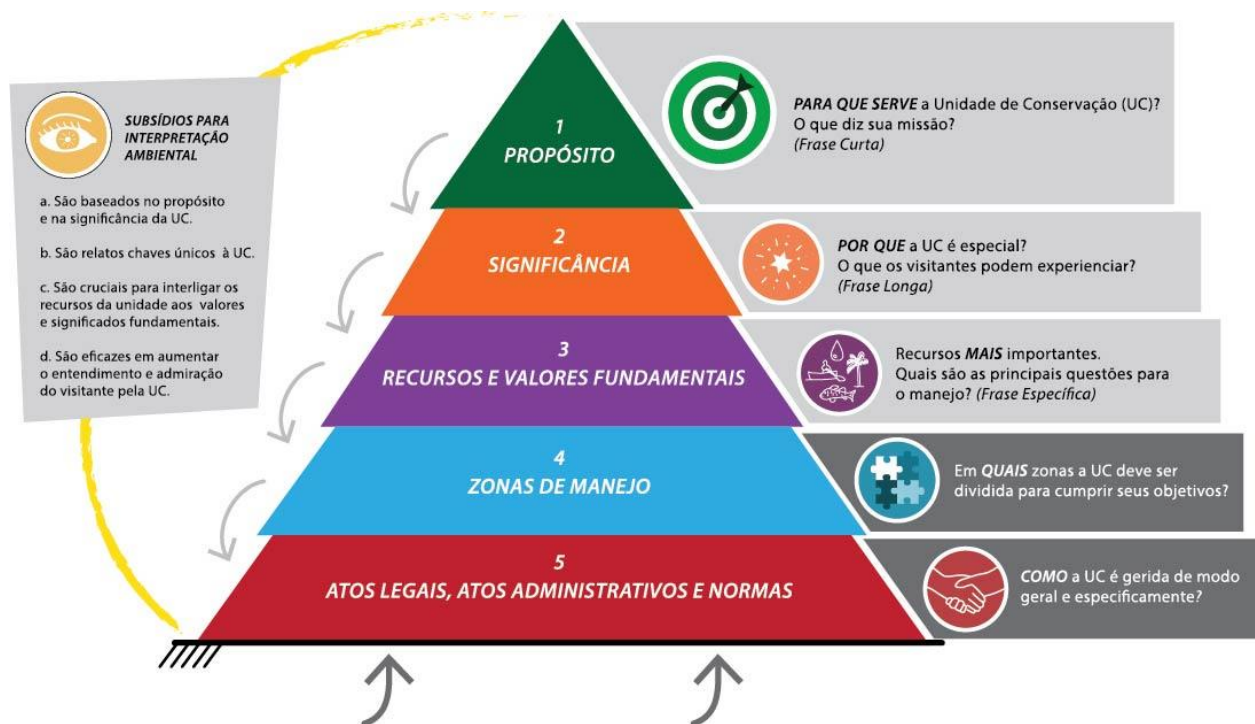 SUBSÍDIOS PARA
INTERPRETAÇÃO
AMBIENTAL
a. São baseados no propósito
e na significância da UC.
b. São relatos chaves únicos à UC.
c. São cruciais para interligar os
recursos da unidade aos valores
e significados fundamentais.
d. São eficazes em aumentar
o entendimento e admiração
do visitante pela UC.
1
PROPÓSITO
PARA QUE SERVE a Unidade de Conservação (UC)?
O que diz sua missão?
(Frase Curta)
2
SIGNIFICÂNCIA
POR QUE a UC é especial?
O que os visitantes podem experienciar?
(Frase Longa)
3
RECURSOS E VALORES FUNDAMENTAIS
Recursos MAIS importantes.
Quais são as principais questões para
o manejo? (Frase Específica)
4
ZONAS DE MANEJO
Em QUAIS zonas a UC deve ser
dividida para cumprir seus objetivos?
5
ATOS LEGAIS, ATOS ADMINISTRATIVOS E NORMAS
COMO a UC é gerida de modo
geral e especificamente?